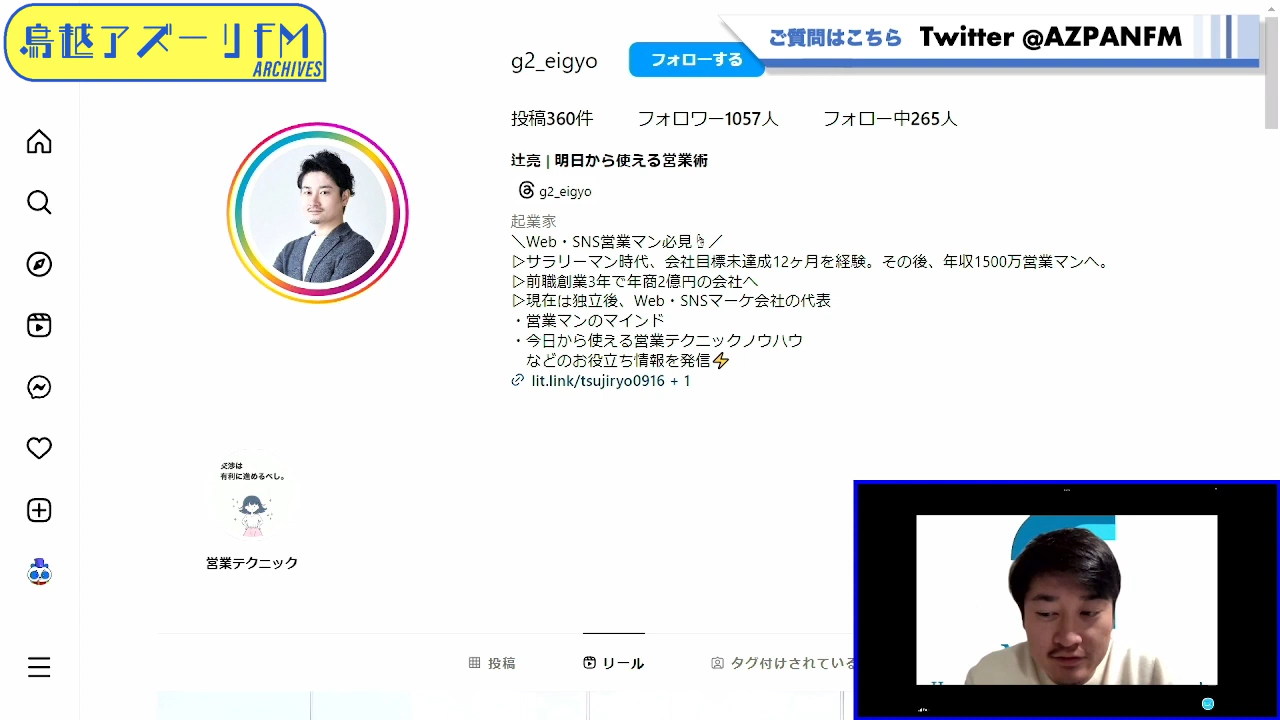 鳥越アズーリFM
ARCHIVES
ご質問はこちら Twitter @AZPANFM
g2_eigyo
フォローする
投稿360件
フォロワー1057人
フォロー中265人
辻亮 | 明日から使える営業術
g2_eigyo
起業家
＼Web・SNS営業マン必見☝／
▷サラリーマン時代、会社目標未達成12ヶ月を経験。その後、年収1500万営業マンへ。
▷前職創業3年で年商2億円の会社へ
▷現在は独立後、Web・SNSマーケ会社の代表
・営業マンのマインド
・今日から使える営業テクニックノウハウ
などのお役立ち情報を発信⚡
lit.link/tsujiryo0916 + 1
交渉は
有利に進めるべし。
営業テクニック
投稿
リール
タグ付けされている